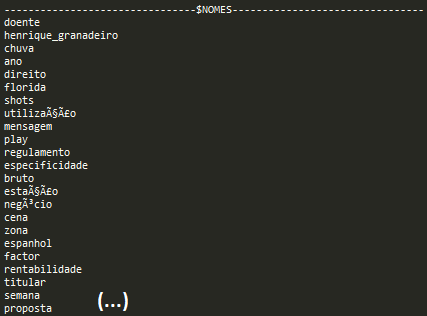 --------------------------------$NOMES--------------------------------
doente
henrique_granadeiro
chuva
ano
direito
florida
shots
utilizaÃ§Ã£o
mensagem
play
regulamento
especificidade
bruto
estaÃ§Ã£o
negÃ³cio
cena
zona
espanhol
factor
rentabilidade
titular
semana
(...)
proposta